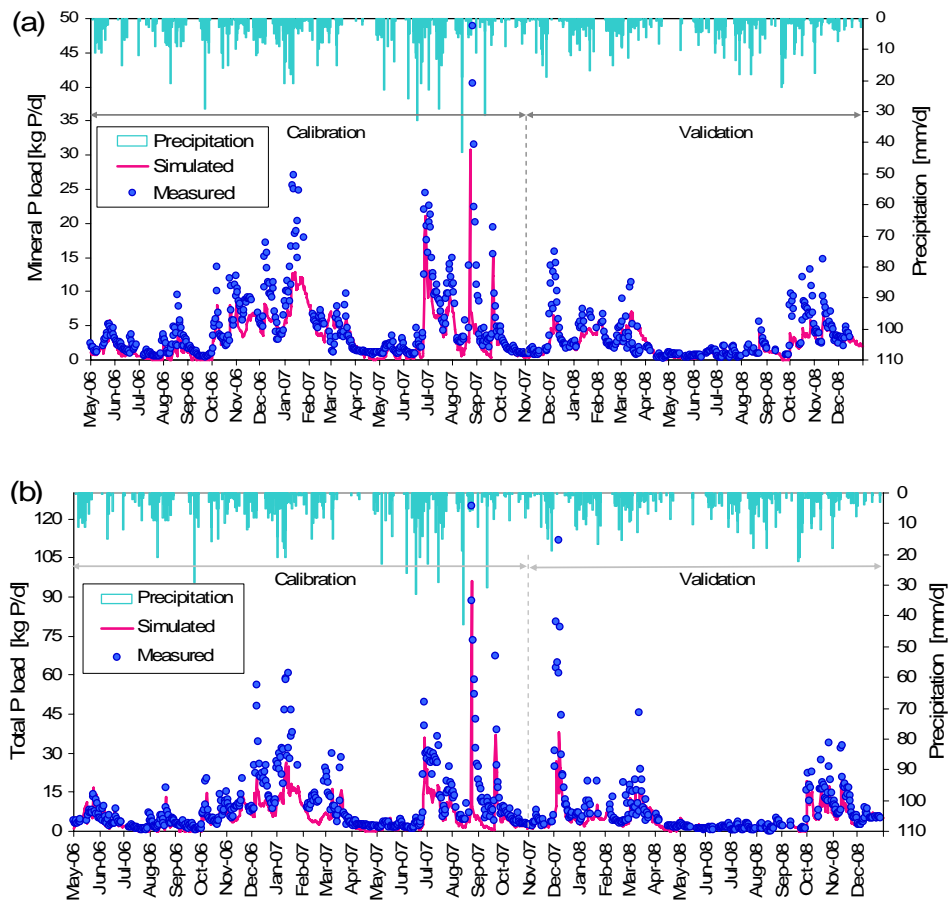 (a)
Mineral P load [kg P/d]
50
45
40
35
30
25
20
15
10
5
0
Calibration
Validation
Precipitation
Simulated
Measured
0
10
20
30
40
50
60
70
80
90
100
110
Precipitation [mm/d]
May-06
Jun-06
Jul-06
Aug-06
Sep-06
Oct-06
Nov-06
Dec-06
Jan-07
Feb-07
Mar-07
Apr-07
May-07
Jun-07
Jul-07
Aug-07
Sep-07
Oct-07
Nov-07
Dec-07
Jan-08
Feb-08
Mar-08
Apr-08
May-08
Jun-08
Jul-08
Aug-08
Sep-08
Oct-08
Nov-08
Dec-08
(b)
Total P load [kg P/d]
120
105
90
75
60
45
30
15
0
Calibration
Validation
Precipitation
Simulated
Measured
0
10
20
30
40
50
60
70
80
90
100
110
Precipitation [mm/d]
May-06
Jun-06
Jul-06
Aug-06
Sep-06
Oct-06
Nov-06
Dec-06
Jan-07
Feb-07
Mar-07
Apr-07
May-07
Jun-07
Jul-07
Aug-07
Sep-07
Oct-07
Nov-07
Dec-07
Jan-08
Feb-08
Mar-08
Apr-08
May-08
Jun-08
Jul-08
Aug-08
Sep-08
Oct-08
Nov-08
Dec-08